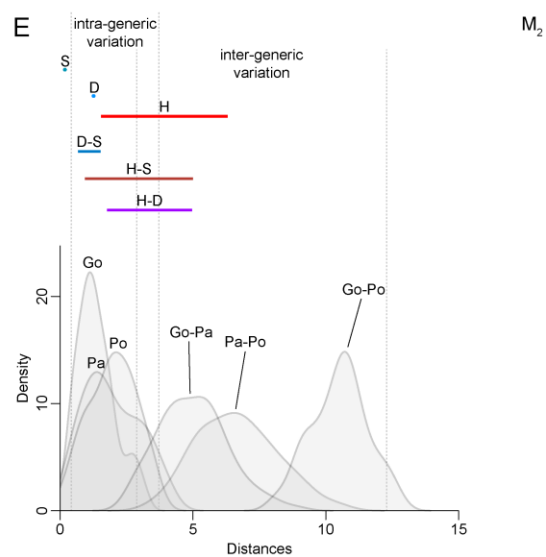 E
intra-generic
variation
inter-generic
variation
M2
S
D
H
D-S
H-S
H-D
Go
Pa
Po
Go-Pa
Pa-Po
Go-Po
Density
20
10
0
0
5
10
15
Distances